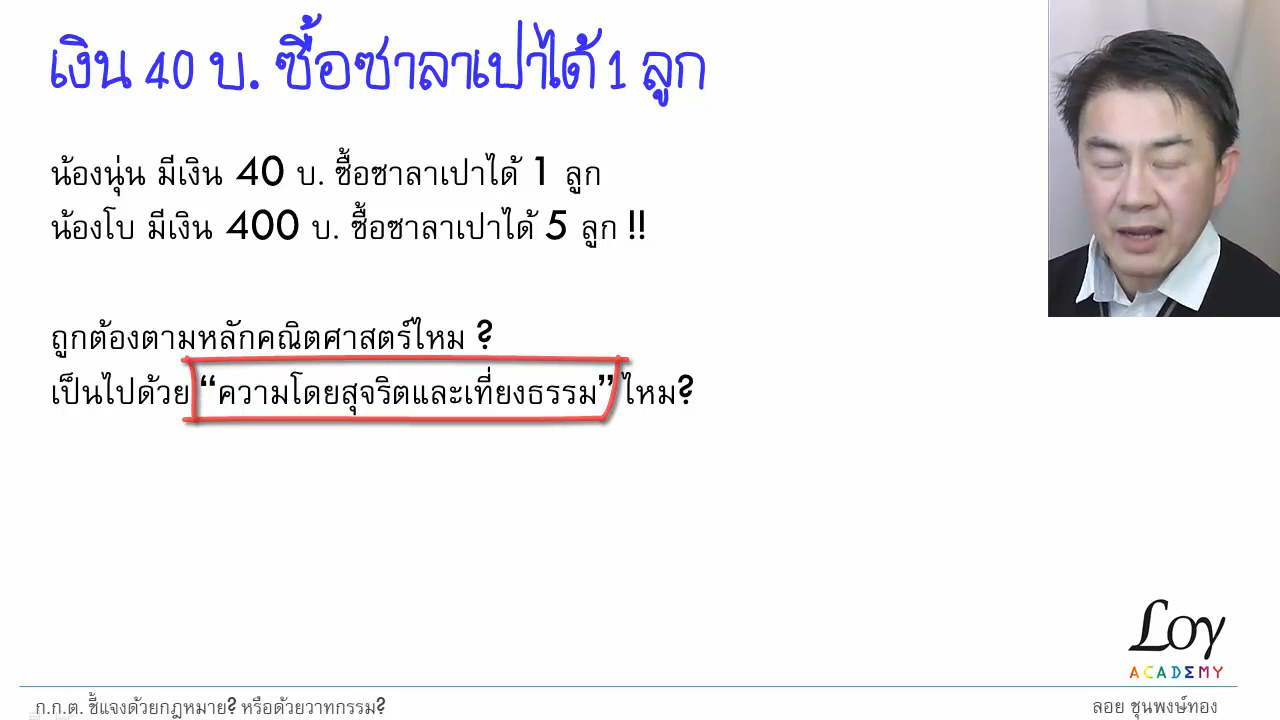 เงิน 40 บ. ซื้อซาลาเปาได้ 1 ลูก
น้องนุ่น มีเงิน 40 บ. ซื้อซาลาเปาได้ 1 ลูก
น้องโบ มีเงิน 400 บ. ซื้อซาลาเปาได้ 5 ลูก !!
ถูกต้องตามหลักคณิตศาสตร์ไหม ?
เป็นไปด้วย “ความโดยสุจริตและเที่ยงธรรม” ไหม?
Loy
ACADEMY
ก.ก.ต. ชี้แจงด้วยกฎหมาย? หรือด้วยวาทกรรม?
ลอย ชุนพงษ์ทอง